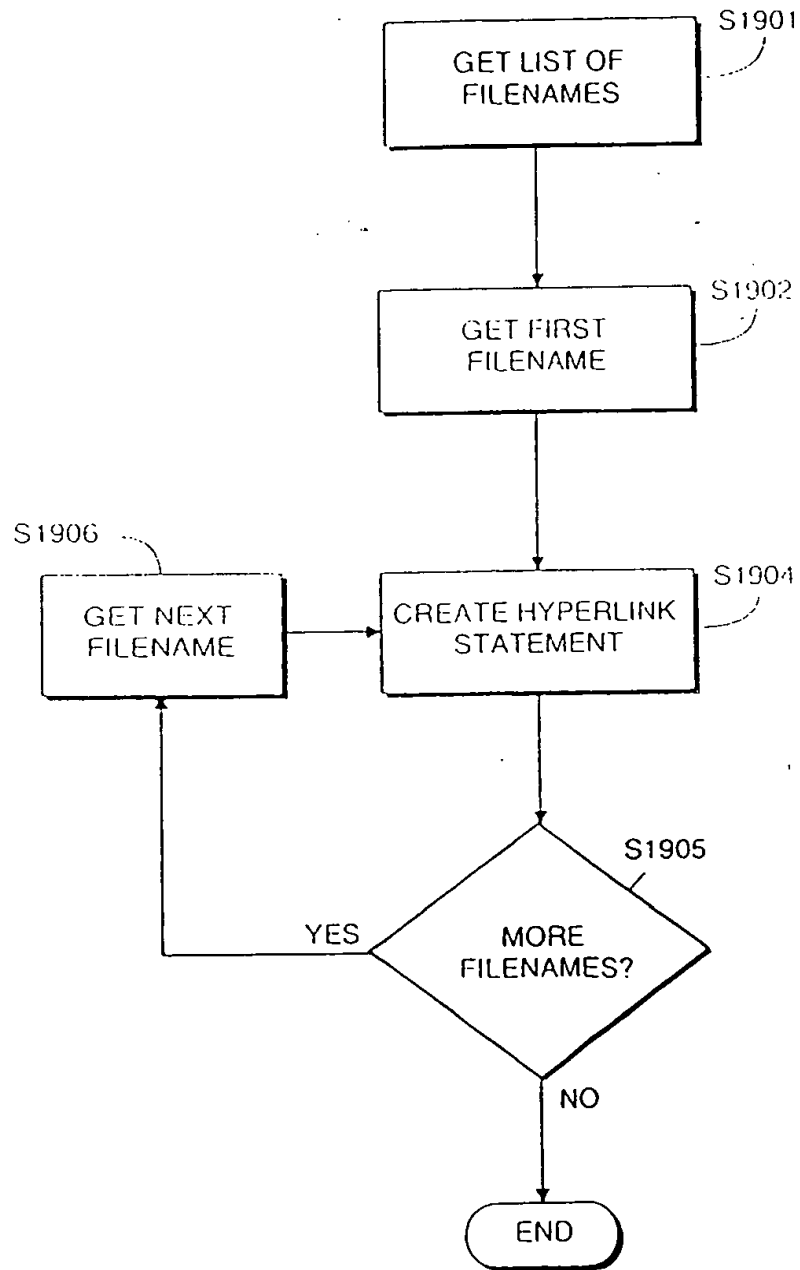 S1901
GET LIST OF
FILENAMES
S1902
GET FIRST
FILENAME
S1906
GET NEXT
FILENAME
S1904
CREATE HYPERLINK
STATEMENT
S1905
YES
MORE
FILENAMES?
NO
END